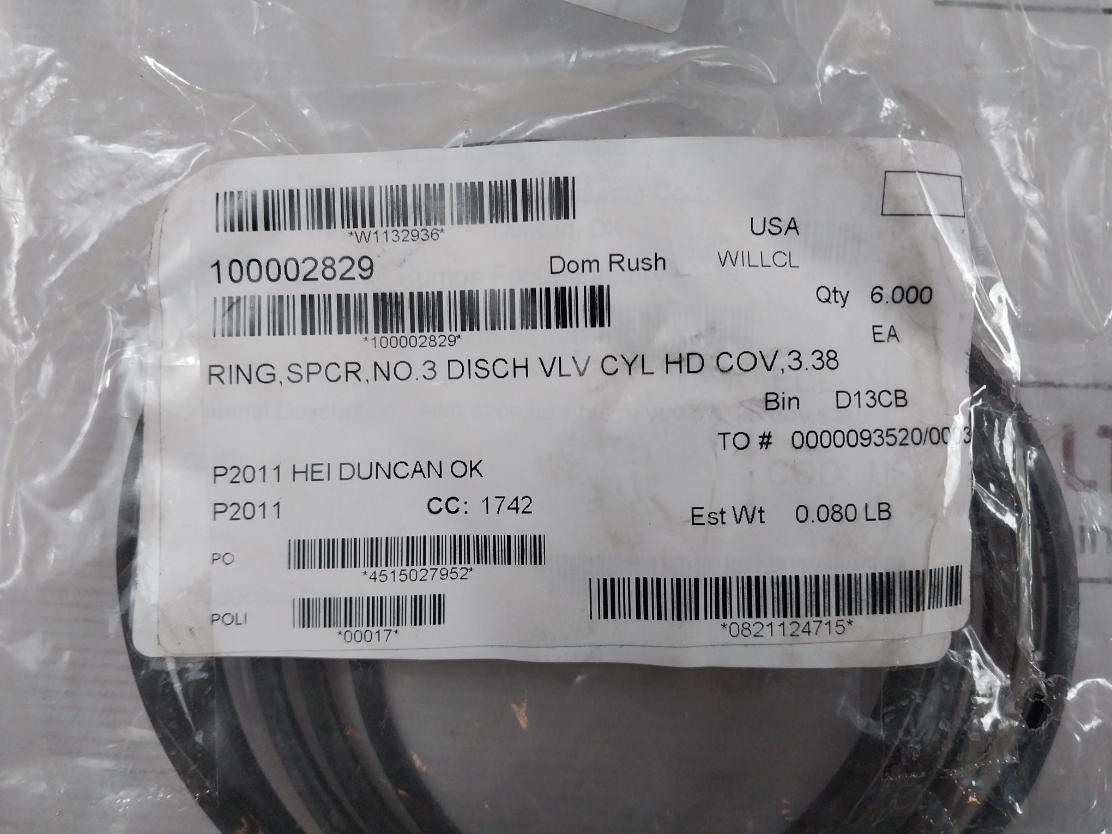 *W1132936*
USA
100002829 Dom Rush WILLCL
Qty 6.000
*100002829*
EA
RING,SPCR,NO.3 DISCH VLV CYL HD COV,3.38
Bin D13CB
TO # 0000093520/0003
P2011 HEI DUNCAN OK
P2011 CC: 1742
Est Wt 0.080 LB
PO
*4515027952*
POLI
*00017*
*0821124715*